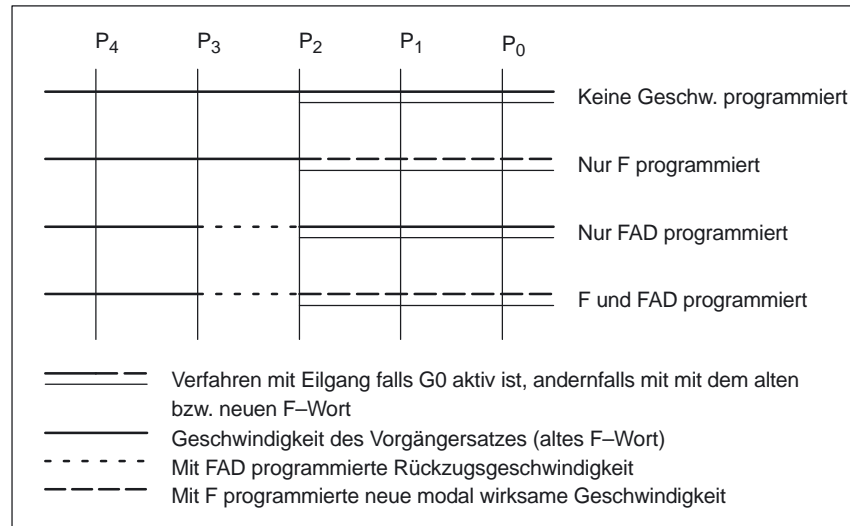 P4 P3 P2 P1 P0
Keine Geschw. programmiert
Nur F programmiert
Nur FAD programmiert
F und FAD programmiert
Verfahren mit Eilgang falls G0 aktiv ist, andernfalls mit mit dem alten
bzw. neuen F–Wort
Geschwindigkeit des Vorgängersatzes (altes F–Wort)
Mit FAD programmierte Rückzugsgeschwindigkeit
Mit F programmierte neue modal wirksame Geschwindigkeit